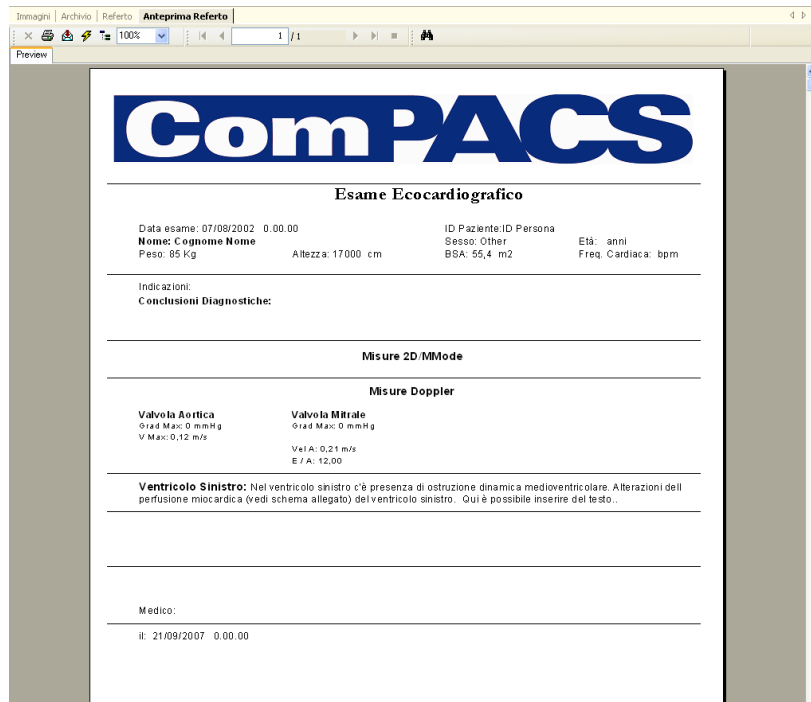 Immagini Archivio Referto Anteprima Referto
100% 1 / 1
Preview
ComPACS
Esame Ecocardiografico
Data esame: 07/08/2002 0.00.00 ID Paziente:ID Persona
Nome: Cognome Nome Sesso: Other Età: anni
Peso: 85 Kg Altezza: 17000 cm BSA: 55,4 m2 Freq. Cardiaca: bpm
Indicazioni:
Conclusioni Diagnostiche:
Misure 2D/MMode
Misure Doppler
Valvola Aortica Valvola Mitrale
Grad Max: 0 mmHg Grad Max: 0 mmHg
V Max: 0,12 m/s
Vel A: 0,21 m/s
E / A: 12,00
Ventricolo Sinistro: Nel ventricolo sinistro c'è presenza di ostruzione dinamica medioventricolare. Alterazioni dell
perfusione miocardica (vedi schema allegato) del ventricolo sinistro. Qui è possibile inserire del testo..
Medico:
il: 21/09/2007 0.00.00